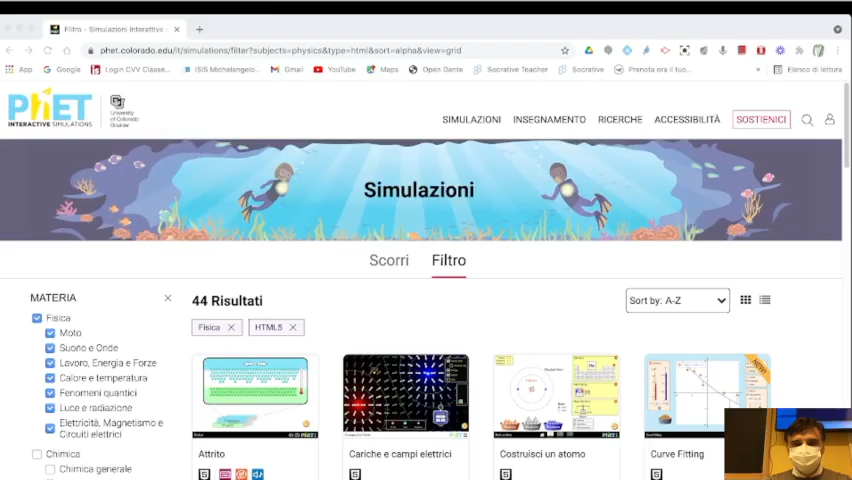 Filtro - Simulazioni Interattive
phet.colorado.edu/it/simulations/filter?subjects=physics&type=html&sort=alpha&view=grid
App
Google
Login CVV Classe...
ISIS Michelangelo...
Gmail
YouTube
Maps
Open Dante
Socrative Teacher
Socrative
Prenota ora il tuo...
»
Elenco di lettura
PhET
INTERACTIVE SIMULATIONS
University of Colorado Boulder
SIMULAZIONI
INSEGNAMENTO
RICERCHE
ACCESSIBILITÀ
SOSTIENICI
Simulazioni
Scorri
Filtro
MATERIA
Fisica
Moto
Suono e Onde
Lavoro, Energia e Forze
Calore e temperatura
Fenomeni quantici
Luce e radiazione
Elettricità, Magnetismo e
Circuiti elettrici
Chimica
Chimica generale
44 Risultati
Sort by: A-Z
Fisica
HTML5
NEW!
Attrito
Cariche e campi elettrici
Costruisci un atomo
Curve Fitting